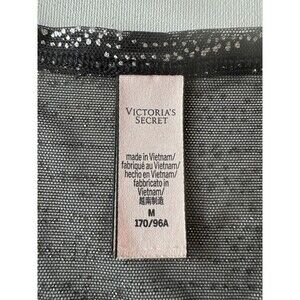 VICTORIA'S
SECRET
made in Vietnam/
fabriqué au Vietnam/
hecho en Vietnam/
fabbricato in
Vietnam/
越南制造
M
170/96A